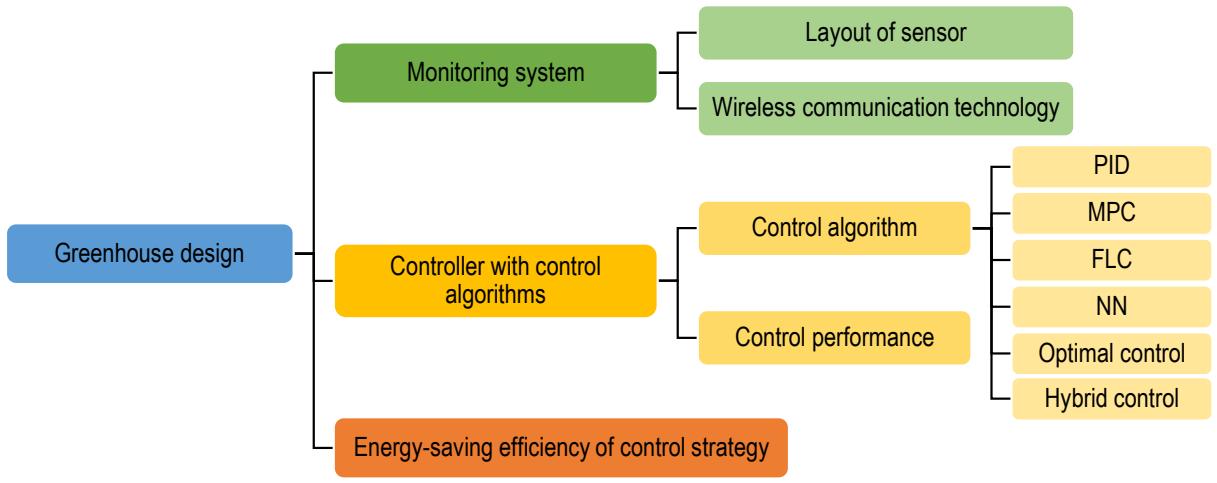 Greenhouse design
Monitoring system
Layout of sensor
Wireless communication technology
Controller with control
algorithms
Control algorithm
PID
MPC
FLC
NN
Optimal control
Hybrid control
Control performance
Energy-saving efficiency of control strategy